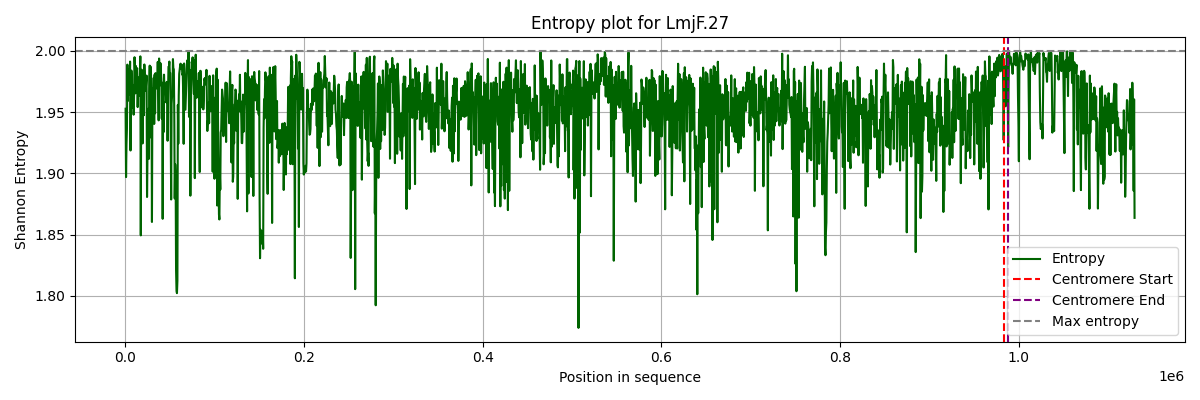 Entropy plot for LmjF.27
Shannon Entropy
2.00
1.95
1.90
1.85
1.80
0.0 0.2 0.4 0.6 0.8 1.0
1e6
Position in sequence
Entropy
Centromere Start
Centromere End
Max entropy